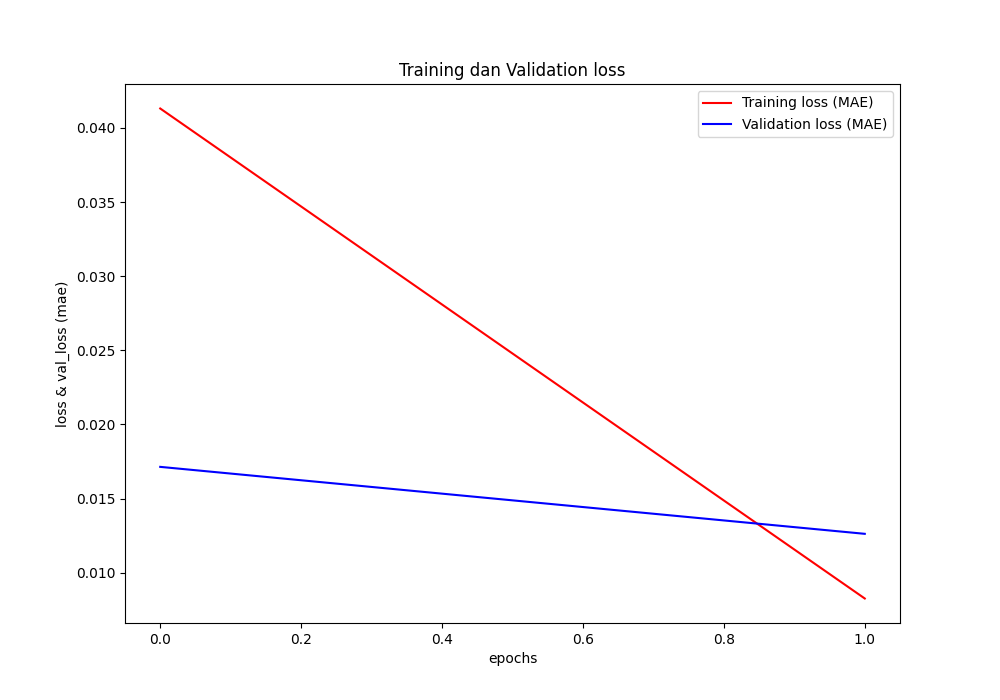 Training dan Validation loss
Training loss (MAE)
Validation loss (MAE)
loss & val_loss (mae)
0.040
0.035
0.030
0.025
0.020
0.015
0.010
0.0 0.2 0.4 0.6 0.8 1.0
epochs